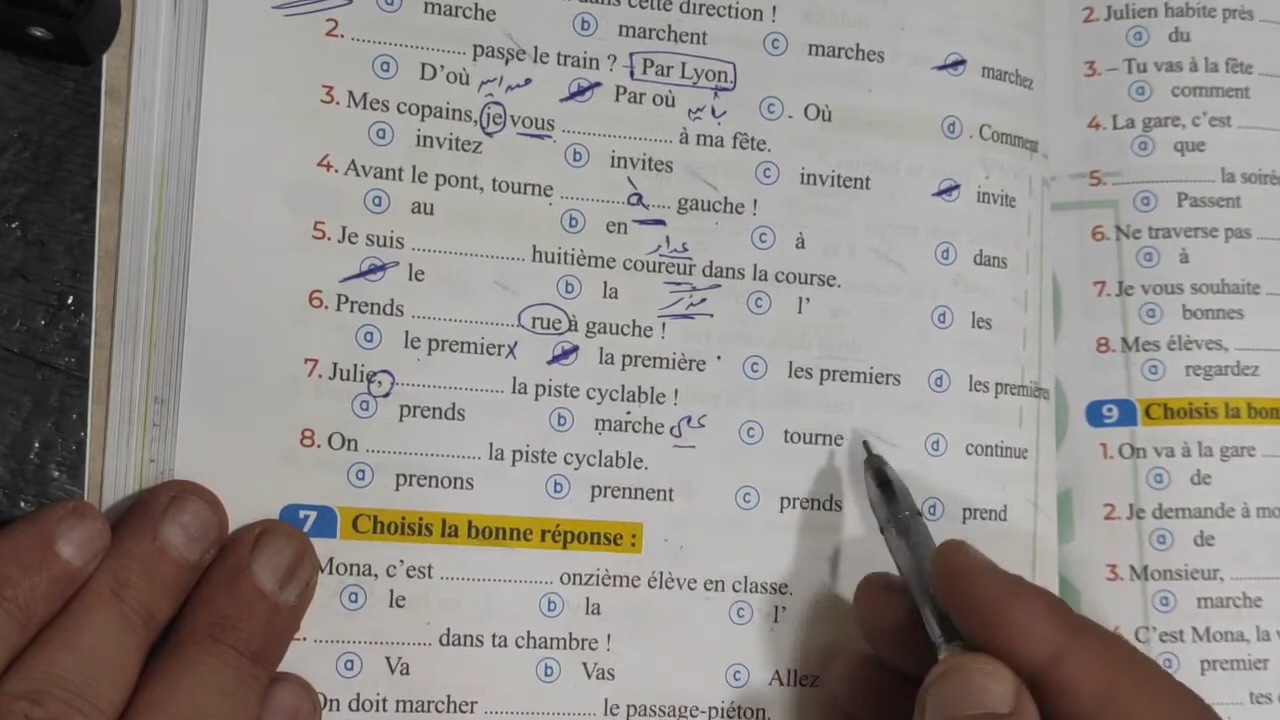 cette direction !
a marche b marchent c marches d marchez
2. .................... passe le train ? – Par Lyon.
a D'où b Par où c . Où d . Comment
3. Mes copains, je vous .................... à ma fête.
a invitez b invites c invitent d invite
4. Avant le pont, tourne ............à.... gauche !
a au b en c à d dans
5. Je suis .................... huitième coureur dans la course.
a le b la c l' d les
6. Prends .................... rue à gauche !
a le premier X b la première c les premiers d les premières
7. Julie, .................... la piste cyclable !
a prends b marche c tourne d continue
8. On .................... la piste cyclable.
a prenons b prennent c prends d prend
7 Choisis la bonne réponse :
Mona, c'est .................... onzième élève en classe.
a le b la c l'
.................... dans ta chambre !
a Va b Vas c Allez
On doit marcher .................... le passage-piéton.
2. Julien habite près
a du
3. – Tu vas à la fête
a comment
4. La gare, c'est
a que
5. .................... la soirée
a Passent
6. Ne traverse pas
a à
7. Je vous souhaite
a bonnes
8. Mes élèves,
a regardez
9 Choisis la bon
1. On va à la gare
a de
2. Je demande à mo
a de
3. Monsieur,
a marche
C'est Mona, la
a premier
tes